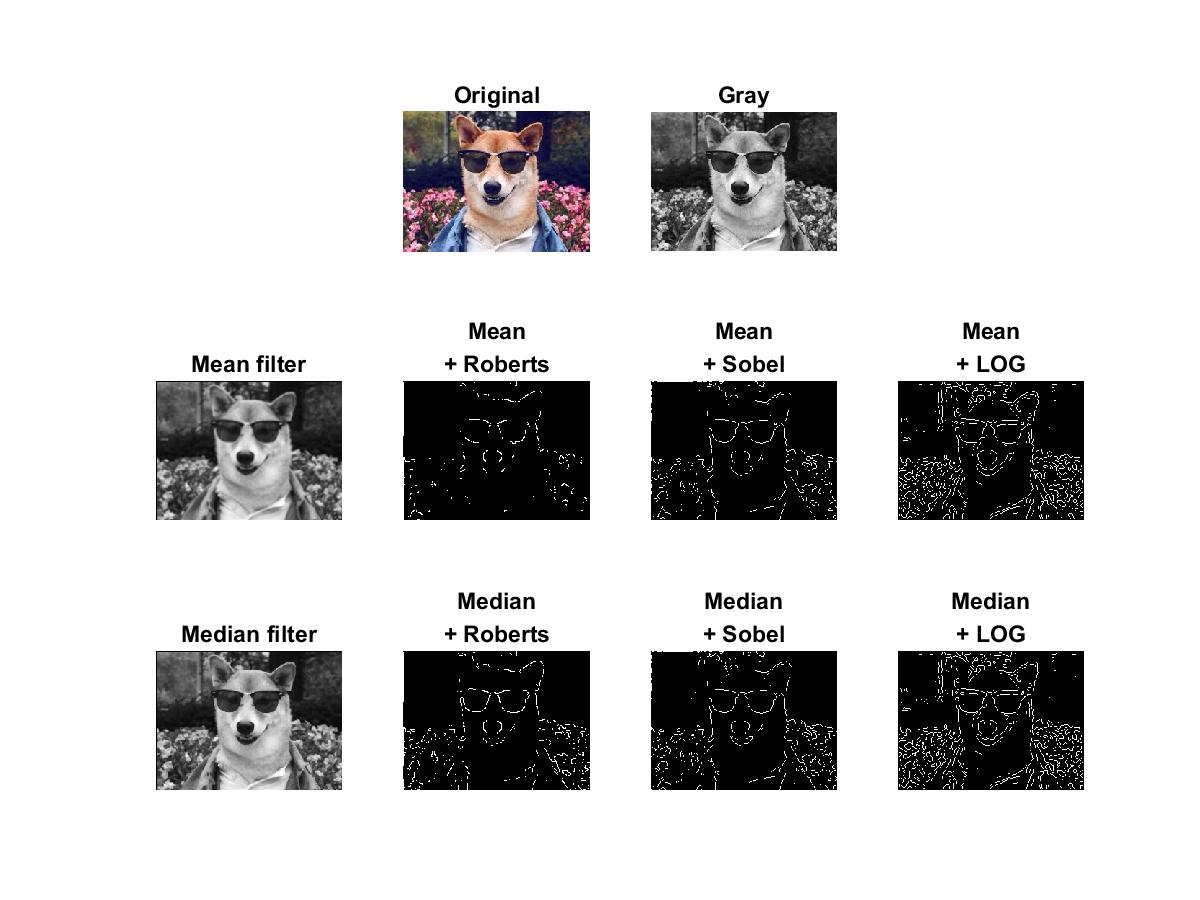 Original
Gray
Mean filter
Mean
+ Roberts
Mean
+ Sobel
Mean
+ LOG
Median filter
Median
+ Roberts
Median
+ Sobel
Median
+ LOG